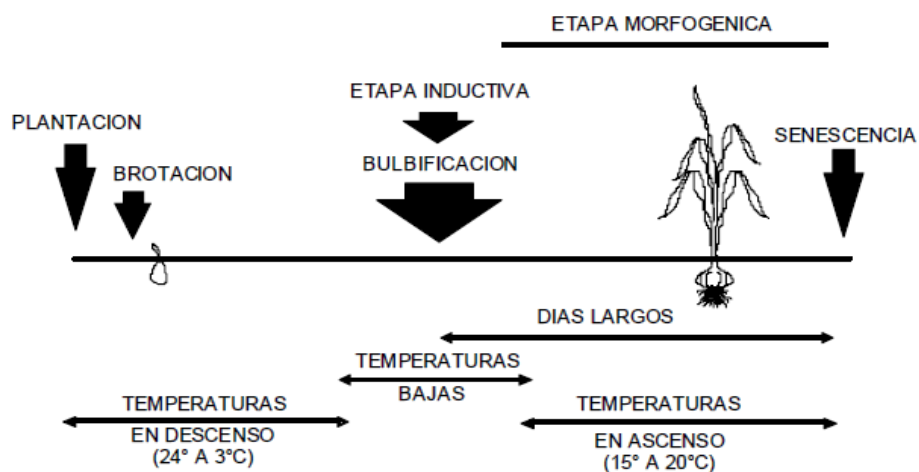 ETAPA MORFOGENICA
ETAPA INDUCTIVA
PLANTACION
SENESCENCIA
BROTACION
BULBIFICACION
DIAS LARGOS
TEMPERATURAS
BAJAS
TEMPERATURAS
EN DESCENSO
(24° A 3°C)
TEMPERATURAS
EN ASCENSO
(15° A 20°C)